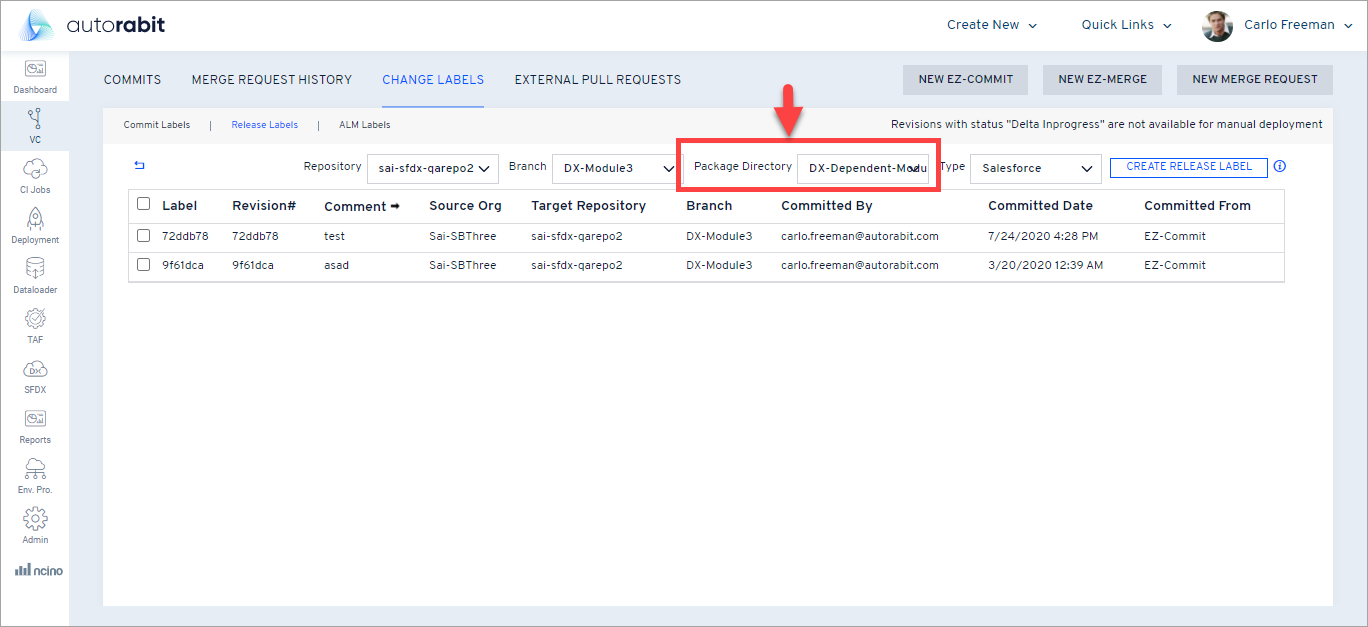 autorabit
Create New
Quick Links
Carlo Freeman
Dashboard
VC
CI Jobs
Deployment
Dataloader
TAF
DX
SFDX
Reports
Env. Pro.
Admin
ncino
COMMITS
MERGE REQUEST HISTORY
CHANGE LABELS
EXTERNAL PULL REQUESTS
NEW EZ-COMMIT
NEW EZ-MERGE
NEW MERGE REQUEST
Commit Labels | Release Labels | ALM Labels
Revisions with status "Delta Inprogress" are not available for manual deployment
Repository sai-sfdx-qarepo2 Branch DX-Module3 Package Directory DX-Dependent-Modu Type Salesforce CREATE RELEASE LABEL
Label Revision# Comment Source Org Target Repository Branch Committed By Committed Date Committed From
72ddb78 72ddb78 test Sai-SBThree sai-sfdx-qarepo2 DX-Module3 carlo.freeman@autorabit.com 7/24/2020 4:28 PM EZ-Commit
9f61dca 9f61dca asad Sai-SBThree sai-sfdx-qarepo2 DX-Module3 carlo.freeman@autorabit.com 3/20/2020 12:39 AM EZ-Commit